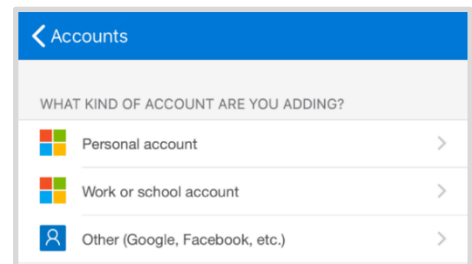 Accounts
WHAT KIND OF ACCOUNT ARE YOU ADDING?
Personal account
Work or school account
Other (Google, Facebook, etc.)